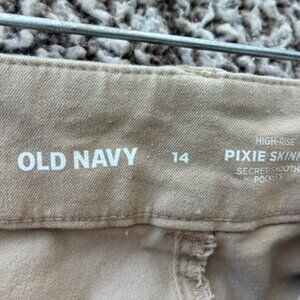 OLD NAVY
14
HIGH-RISE
PIXIE SKINN
SECRET-SMOOTH
POCKETS